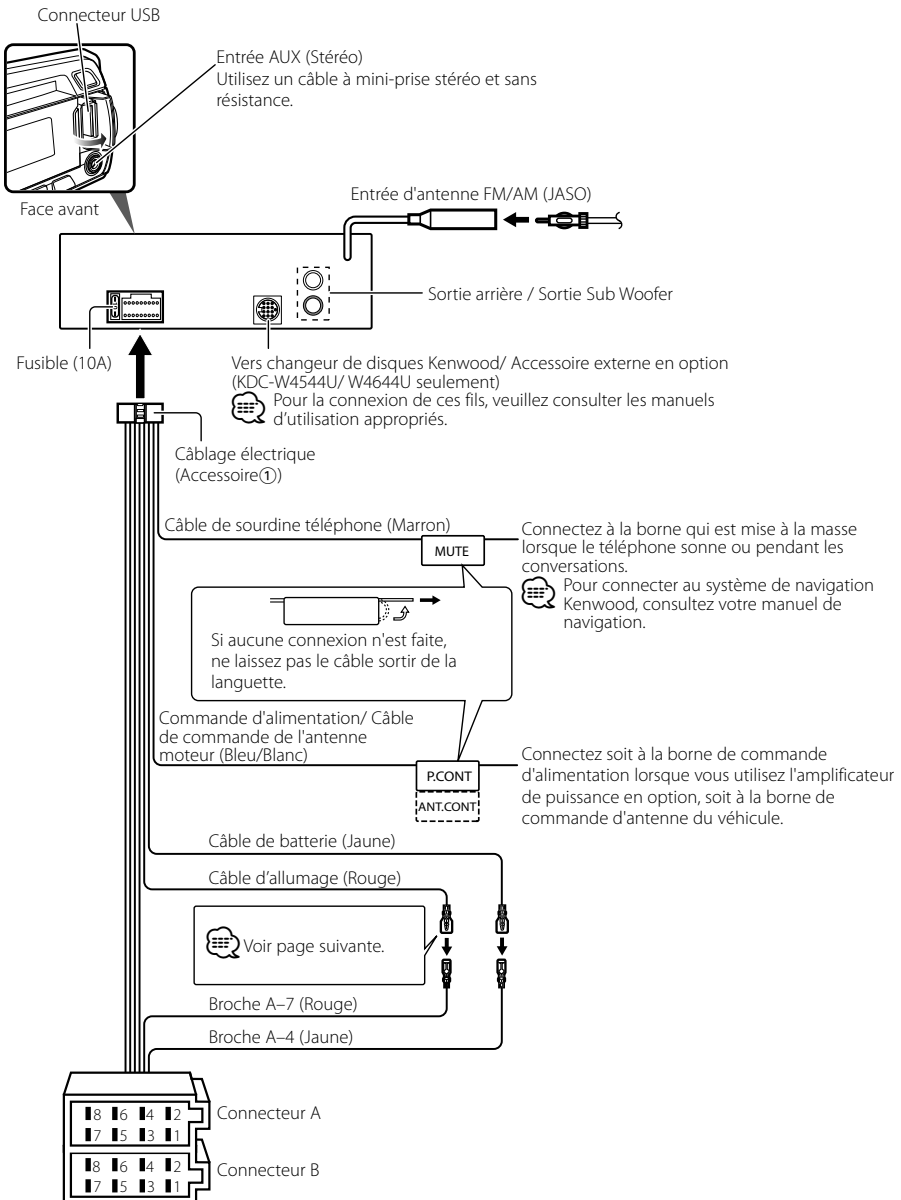 Connecteur USB
Entrée AUX (Stéréo)
Utilisez un câble à mini-prise stéréo et sans
résistance.
Entrée d'antenne FM/AM (JASO)
Face avant
Sortie arrière / Sortie Sub Woofer
Fusible (10A)
Vers changeur de disques Kenwood/ Accessoire externe en option
(KDC-W4544U/ W4644U seulement)
Pour la connexion de ces fils, veuillez consulter les manuels
d’utilisation appropriés.
Câblage électrique
(Accessoire①)
Câble de sourdine téléphone (Marron)
MUTE
Connectez à la borne qui est mise à la masse
lorsque le téléphone sonne ou pendant les
conversations.
Pour connecter au système de navigation
Kenwood, consultez votre manuel de
navigation.
Si aucune connexion n'est faite,
ne laissez pas le câble sortir de la
languette.
Commande d'alimentation/ Câble
de commande de l'antenne
moteur (Bleu/Blanc)
P.CONT
ANT.CONT
Connectez soit à la borne de commande
d'alimentation lorsque vous utilisez l'amplificateur
de puissance en option, soit à la borne de
commande d'antenne du véhicule.
Câble de batterie (Jaune)
Câble d’allumage (Rouge)
Voir page suivante.
Broche A–7 (Rouge)
Broche A–4 (Jaune)
8 6 4 2
7 5 3 1
Connecteur A
8 6 4 2
7 5 3 1
Connecteur B